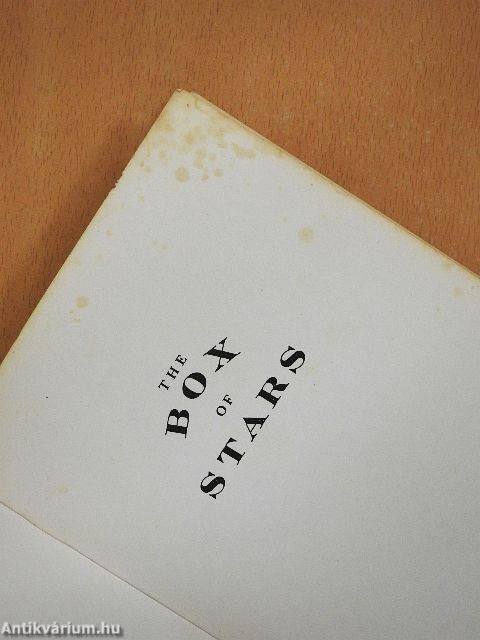 THE
BOX
OF
STARS
Antikvárium.hu